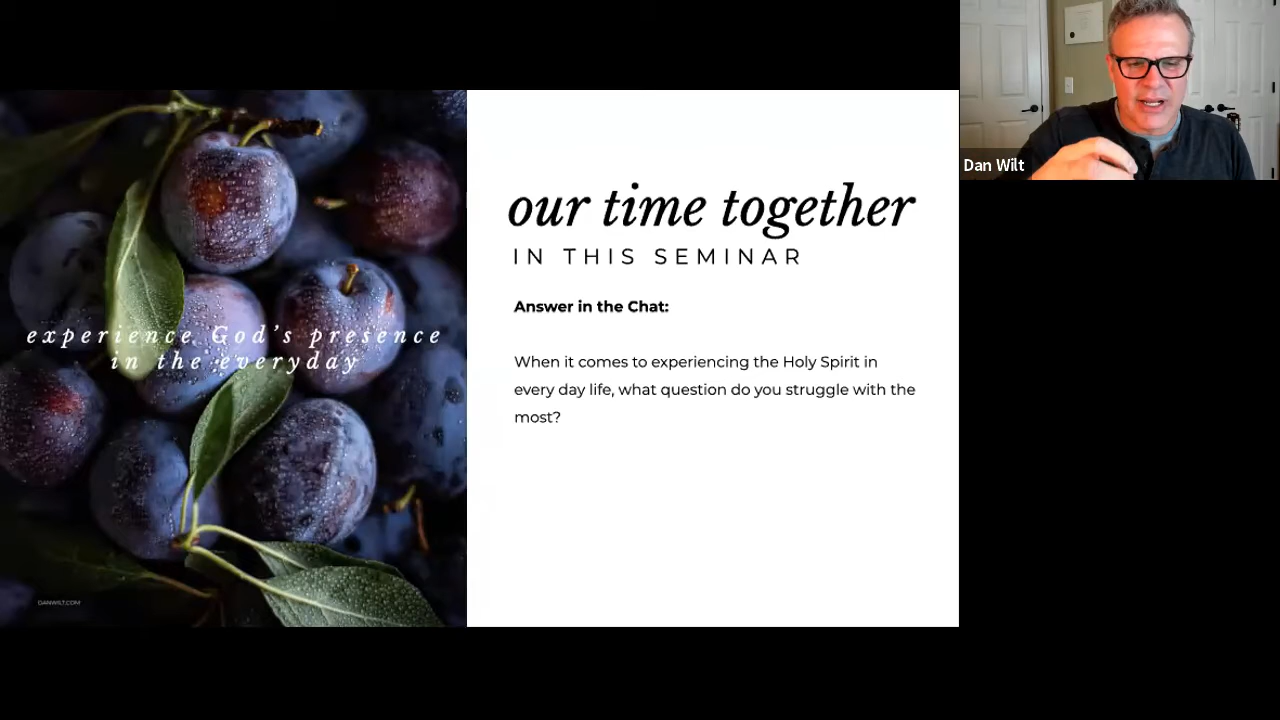 experience God's presence
in the everyday
DANWILT.COM
our time together
IN THIS SEMINAR
Answer in the Chat:
When it comes to experiencing the Holy Spirit in
every day life, what question do you struggle with the
most?
Dan Wilt